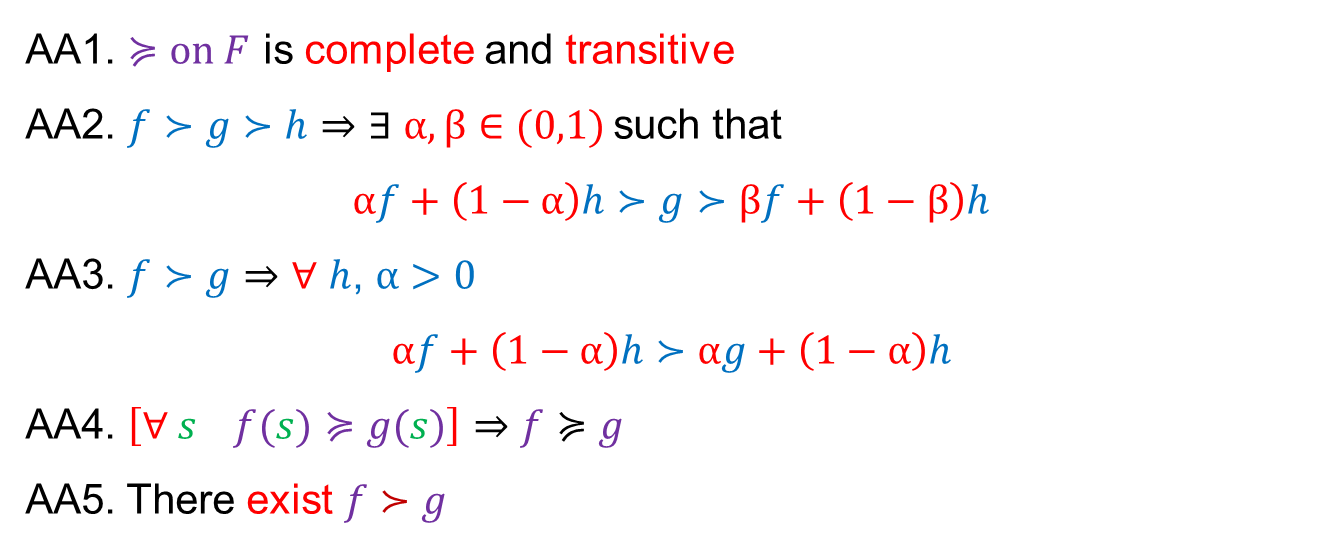 AA1. ≽ on F is complete and transitive
AA2. f ≻ g ≻ h ⇒ ∃ α, β ∈ (0,1) such that
αf + (1 − α)h ≻ g ≻ βf + (1 − β)h
AA3. f ≻ g ⇒ ∀ h, α > 0
αf + (1 − α)h ≻ αg + (1 − α)h
AA4. [∀ s f(s) ≽ g(s)] ⇒ f ≽ g
AA5. There exist f ≻ g